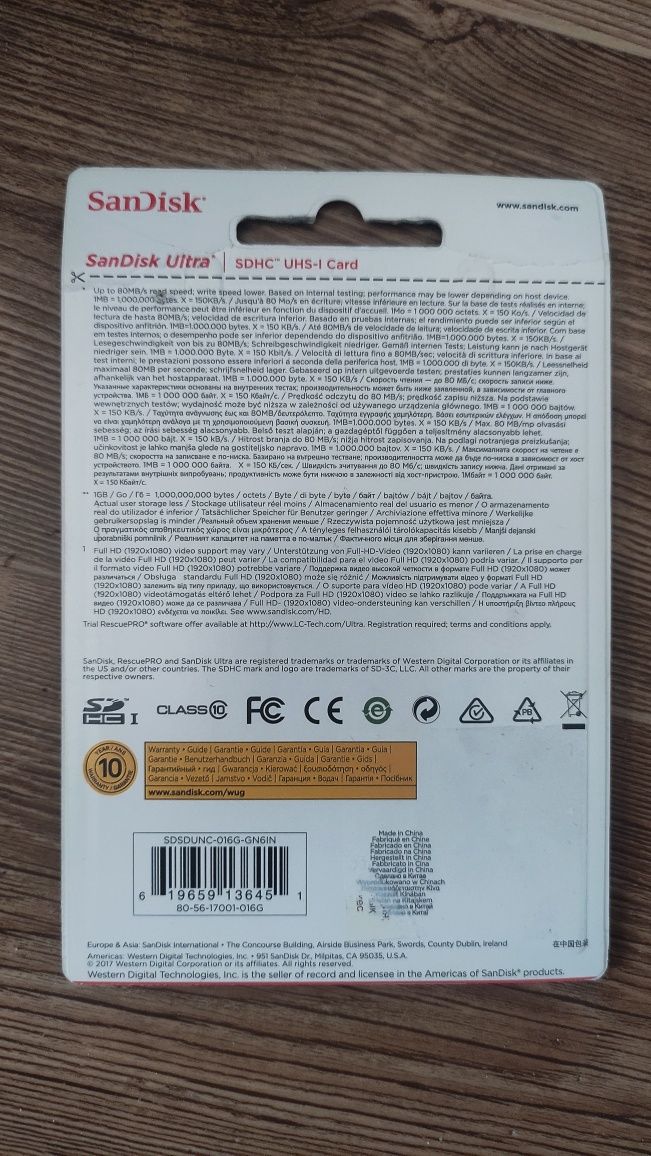 SanDisk®
www.sandisk.com
SanDisk Ultra® | SDHC™ UHS-I Card
* Up to 80MB/s read speed; write speed lower. Based on internal testing; performance may be lower depending on host device.
1MB = 1,000,000 bytes. X = 150KB/s. / Jusqu'à 80 Mo/s en écriture; vitesse inférieure en lecture. Sur la base de tests réalisés en interne;
le niveau de performance peut être inférieur en fonction du dispositif d'accueil. 1Mo = 1 000 000 octets. X = 150 Ko/s. / Velocidad de
lectura de hasta 80MB/s; velocidad de escritura inferior. Basado en pruebas internas; el rendimiento puede ser inferior según el
dispositivo anfitrión. 1MB=1.000.000 bytes. X = 150 KB/s. / Até 80MB/s de velocidade de leitura; velocidade de escrita inferior. Com base
em testes internos; o desempenho pode ser inferior dependendo do dispositivo anfitrião. 1MB=1.000.000 bytes. X = 150KB/s. /
Lesegeschwindigkeit von bis zu 80MB/s; Schreibgeschwindigkeit niedriger. Gemäß internen Tests; Leistung kann je nach Hostgerät
niedriger sein. 1MB = 1.000.000 Byte. X = 150 Kbit/s. / Velocità di lettura fino a 80MB/sec; velocità di scrittura inferiore. In base al
test interni; le prestazioni possono essere inferiori a seconda della periferica host. 1MB = 1.000.000 di byte. X = 150KB/s / Leessnelheid
maximaal 80MB per seconde; schrijfsnelheid lager. Gebaseerd op intern uitgevoerde testen; prestaties kunnen langzamer zijn,
afhankelijk van het hostapparaat. 1MB = 1.000.000 byte. X = 150 KB/s / Скорость чтения — до 80 Мб/с; скорость записи ниже.
Указанные характеристики основаны на внутренних тестах; производительность может быть ниже заявленной, в зависимости от главного
устройства. 1МБ = 1 000 000 байт. X = 150 Кбайт/с. / Prędkość odczytu do 80 MB/s; prędkość zapisu niższa. Na podstawie
wewnętrznych testów; wydajność może być niższa w zależności od używanego urządzenia głównego. 1MB = 1 000 000 bajtów.
X = 150 KB/s. / Ταχύτητα ανάγνωσης έως και 80MB/δευτερόλεπτο. Ταχύτητα εγγραφής χαμηλότερη. Βάσει εσωτερικών ελέγχων. Η απόδοση μπορεί
να είναι χαμηλότερη ανάλογα με τη χρησιμοποιούμενη βασική συσκευή. 1MB=1.000.000 bytes. X = 150 KB/s / Max. 80 MB/mp olvasási
sebesség, az írási sebesség alacsonyabb. Belső teszt alapján; a gazdagéptől függően a teljesítmény alacsonyabb lehet.
1MB = 1 000 000 bájt. X = 150 kB/s. / Hitrost branja do 80 MB/s; nižja hitrost zapisovanja. Na podlagi notranjega preizkušanja;
učinkovitost je lahko manjša glede na gostiteljsko napravo. 1MB = 1.000.000 bajtov. X = 150 KB/s. / Максималната скорост на четене е
80 MB/s; скоростта на записване е по-ниска. Базирано на вътрешно тестване; производителността може да бъде по-ниска в зависимост от хост
устройството. 1MB = 1 000 000 байта. X = 150 КБ/сек. / Швидкість зчитування до 80 Мб/с; швидкість запису нижча. Дані отримані за
результатами внутрішніх випробувань; продуктивність може бути нижчою в залежності від хост-пристрою. 1Мбайт = 1 000 000 байт.
X = 150 Кбайт/с.
** 1GB / Go / Гб = 1,000,000,000 bytes / octets / Byte / di byte / byte / байт / bajtów / bájt / bajtov / байта.
Actual user storage less / Stockage utilisateur réel moins / Almacenamiento real del usuario es menor / O armazenamento
real do utilizador é inferior / Tatsächlicher Speicher für Benutzer geringer / Archiviazione effettiva minore / Werkelijke
gebruikersopslag is minder / Реальный объем хранения меньше / Rzeczywista pojemność użytkowa jest mniejsza /
Ο πραγματικός αποθηκευτικός χώρος είναι μικρότερος / A tényleges felhasználói tárolókapacitás kisebb / Manjši dejanski
uporabniški pomnilnik / Реалният капацитет на паметта е по-малък / Фактичного місця для зберігання менше.
1 Full HD (1920x1080) video support may vary / Unterstützung von Full-HD-Video (1920x1080) kann variieren / La prise en charge
de la vidéo Full HD (1920x1080) peut varier / La compatibilidad para el vídeo Full HD (1920x1080) podría variar. / Il supporto per
il formato video Full HD (1920x1080) potrebbe variare / Поддержка видео высокой четкости в формате Full HD (1920x1080) может
различаться / Obsługa standardu Full HD (1920x1080) może się różnić / Можливість підтримувати відео у форматі Full HD
(1920x1080) залежить від типу приладу, що використовується. / O suporte para vídeo HD (1920x1080) pode variar / A Full HD
(1920x1080) videotámogatás eltérő lehet / Podpora za Full HD (1920x1080) video se lahko razlikuje / Поддръжката на Full HD
видео (1920x1080) може да се различава / Full HD- (1920x1080) video-ondersteuning kan verschillen / Η υποστήριξη βίντεο πλήρους
HD (1920x1080) ενδέχεται να ποικίλει. See www.sandisk.com/HD.
Trial RescuePRO® software offer available at http://www.LC-Tech.com/Ultra. Registration required; terms and conditions apply.
SanDisk, RescuePRO and SanDisk Ultra are registered trademarks or trademarks of Western Digital Corporation or its affiliates in
the US and/or other countries. The SDHC mark and logo are trademarks of SD-3C, LLC. All other marks are the property of their
respective owners.
SD HC I CLASS 10 FC CE PB
10 YEAR / ANS WARRANTY / GARANTIE
Warranty • Guide | Garantie • Guide | Garantía • Guía | Garantia • Guia |
Garantie • Benutzerhandbuch | Garanzia • Guida | Garantie • Gids |
Гарантийный • гид | Gwarancja • Kierować | ξουσιοδότηση • οδηγός |
Garancia • Vezető | Jamstvo • Vodič | Гаранция • Водач | Гарантія • Посібник
www.sandisk.com/wug
SDSDUNC-016G-GN6IN
6 19659 13645 1
80-56-17001-016G
Made in China
Fabriqué en Chine
Fabricado en China
Fabricado na China
Hergestellt in China
Fabbricato in Cina
Vervaardigd in China
Сделано в Китае
Wyprodukowano w Chinach
Europe & Asia: SanDisk International • The Concourse Building, Airside Business Park, Swords, County Dublin, Ireland
在中国包装
Americas: Western Digital Technologies, Inc. • 951 SanDisk Dr., Milpitas, CA 95035, U.S.A.
© 2017 Western Digital Corporation or its affiliates. All rights reserved.
Western Digital Technologies, Inc. is the seller of record and licensee in the Americas of SanDisk® products.